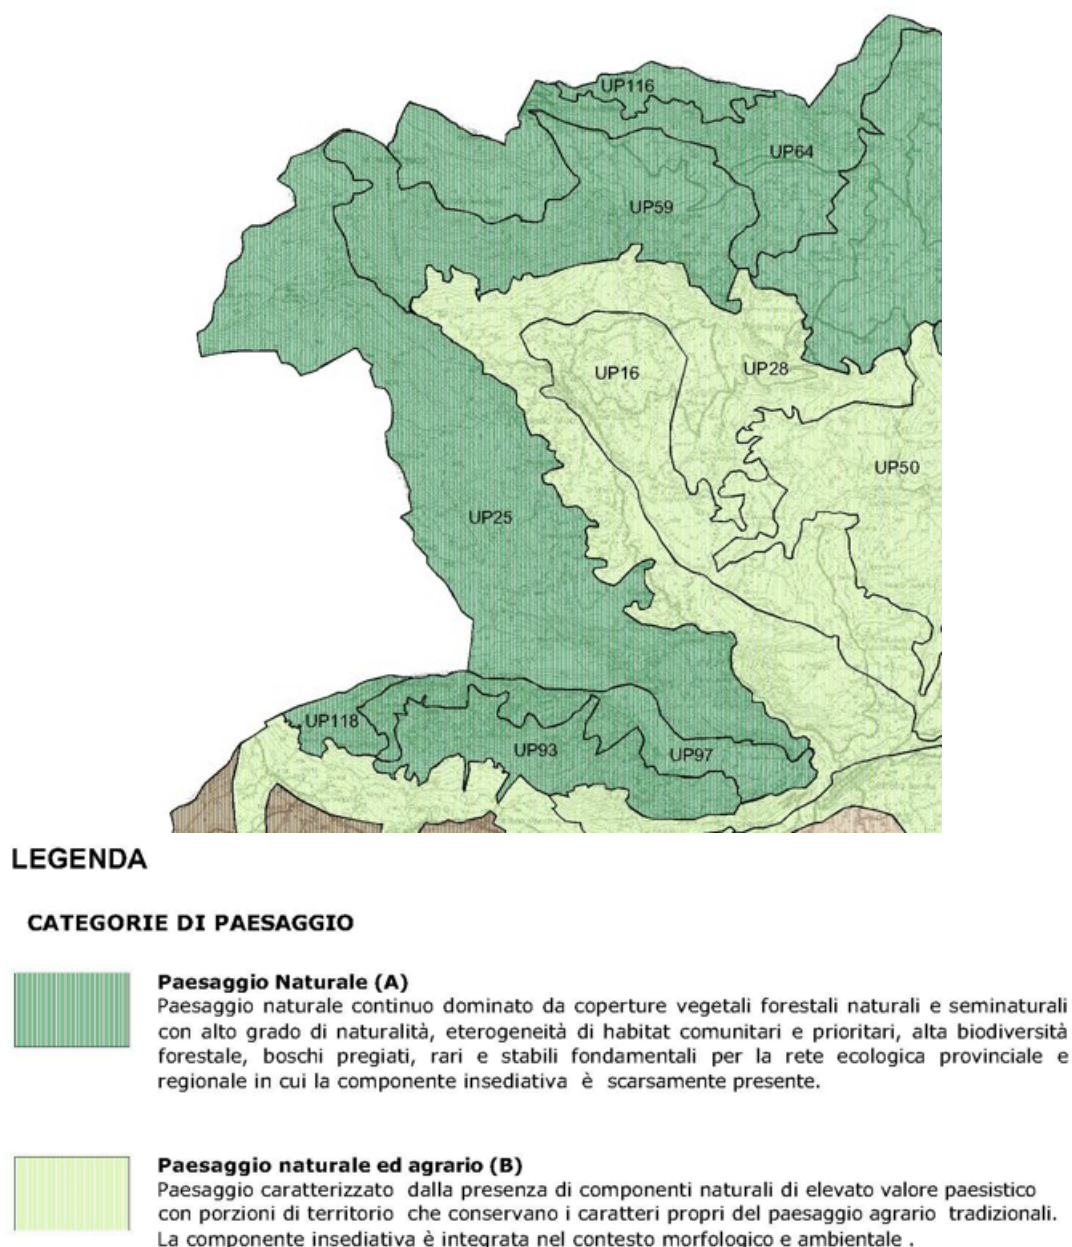 UP116
UP64
UP59
UP16
UP28
UP50
UP25
UP118
UP93
UP97
LEGENDA
CATEGORIE DI PAESAGGIO
Paesaggio Naturale (A)
Paesaggio naturale continuo dominato da coperture vegetali forestali naturali e seminaturali
con alto grado di naturalità, eterogeneità di habitat comunitari e prioritari, alta biodiversità
forestale, boschi pregiati, rari e stabili fondamentali per la rete ecologica provinciale e
regionale in cui la componente insediativa è scarsamente presente.
Paesaggio naturale ed agrario (B)
Paesaggio caratterizzato dalla presenza di componenti naturali di elevato valore paesistico
con porzioni di territorio che conservano i caratteri propri del paesaggio agrario tradizionali.
La componente insediativa è integrata nel contesto morfologico e ambientale .